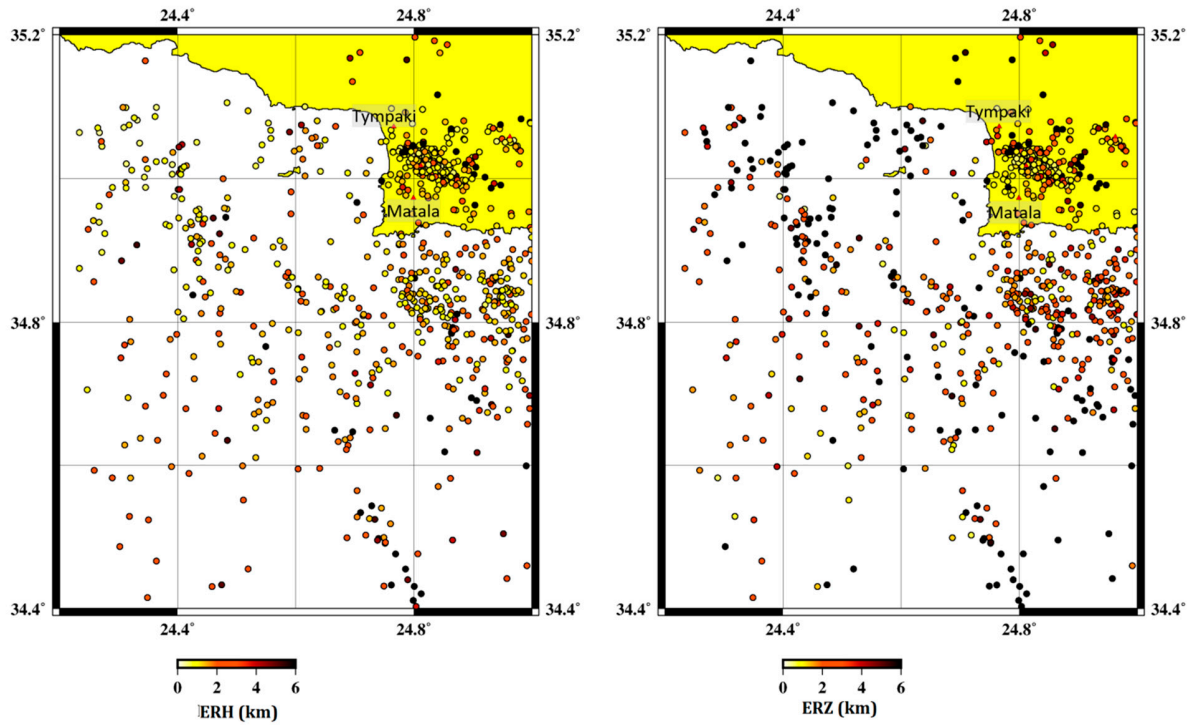 24.4° 24.8° 24.4° 24.8°
35.2° 35.2° 35.2° 35.2°
Tympaki Tympaki
Matala Matala
34.8° 34.8° 34.8° 34.8°
34.4° 34.4° 34.4° 34.4°
24.4° 24.8° 24.4° 24.8°
0 2 4 6 0 2 4 6
ERH (km) ERZ (km)